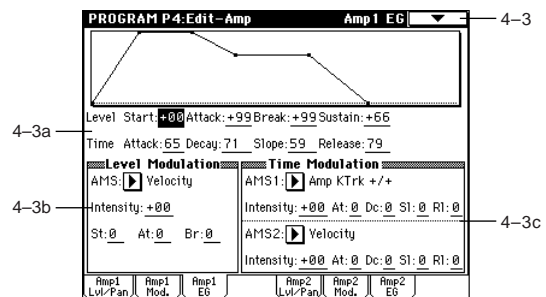 PROGRAM P4:Edit-Amp Amp1 EG
4–3
Level Start:+00 Attack:+99 Break:+99 Sustain:+66
4–3a
Time Attack:65 Decay:71 Slope:59 Release:79
Level Modulation
Time Modulation
AMS: Velocity
AMS1: Amp KTrk +/+
4–3b
Intensity:+00
Intensity:+00 At:0 Dc:0 Sl:0 Rl:0
4–3c
St:0 At:0 Br:0
AMS2: Velocity
Intensity:+00 At:0 Dc:0 Sl:0 Rl:0
Amp1 Lvl/Pan
Amp1 Mod.
Amp1 EG
Amp2 Lvl/Pan
Amp2 Mod.
Amp2 EG